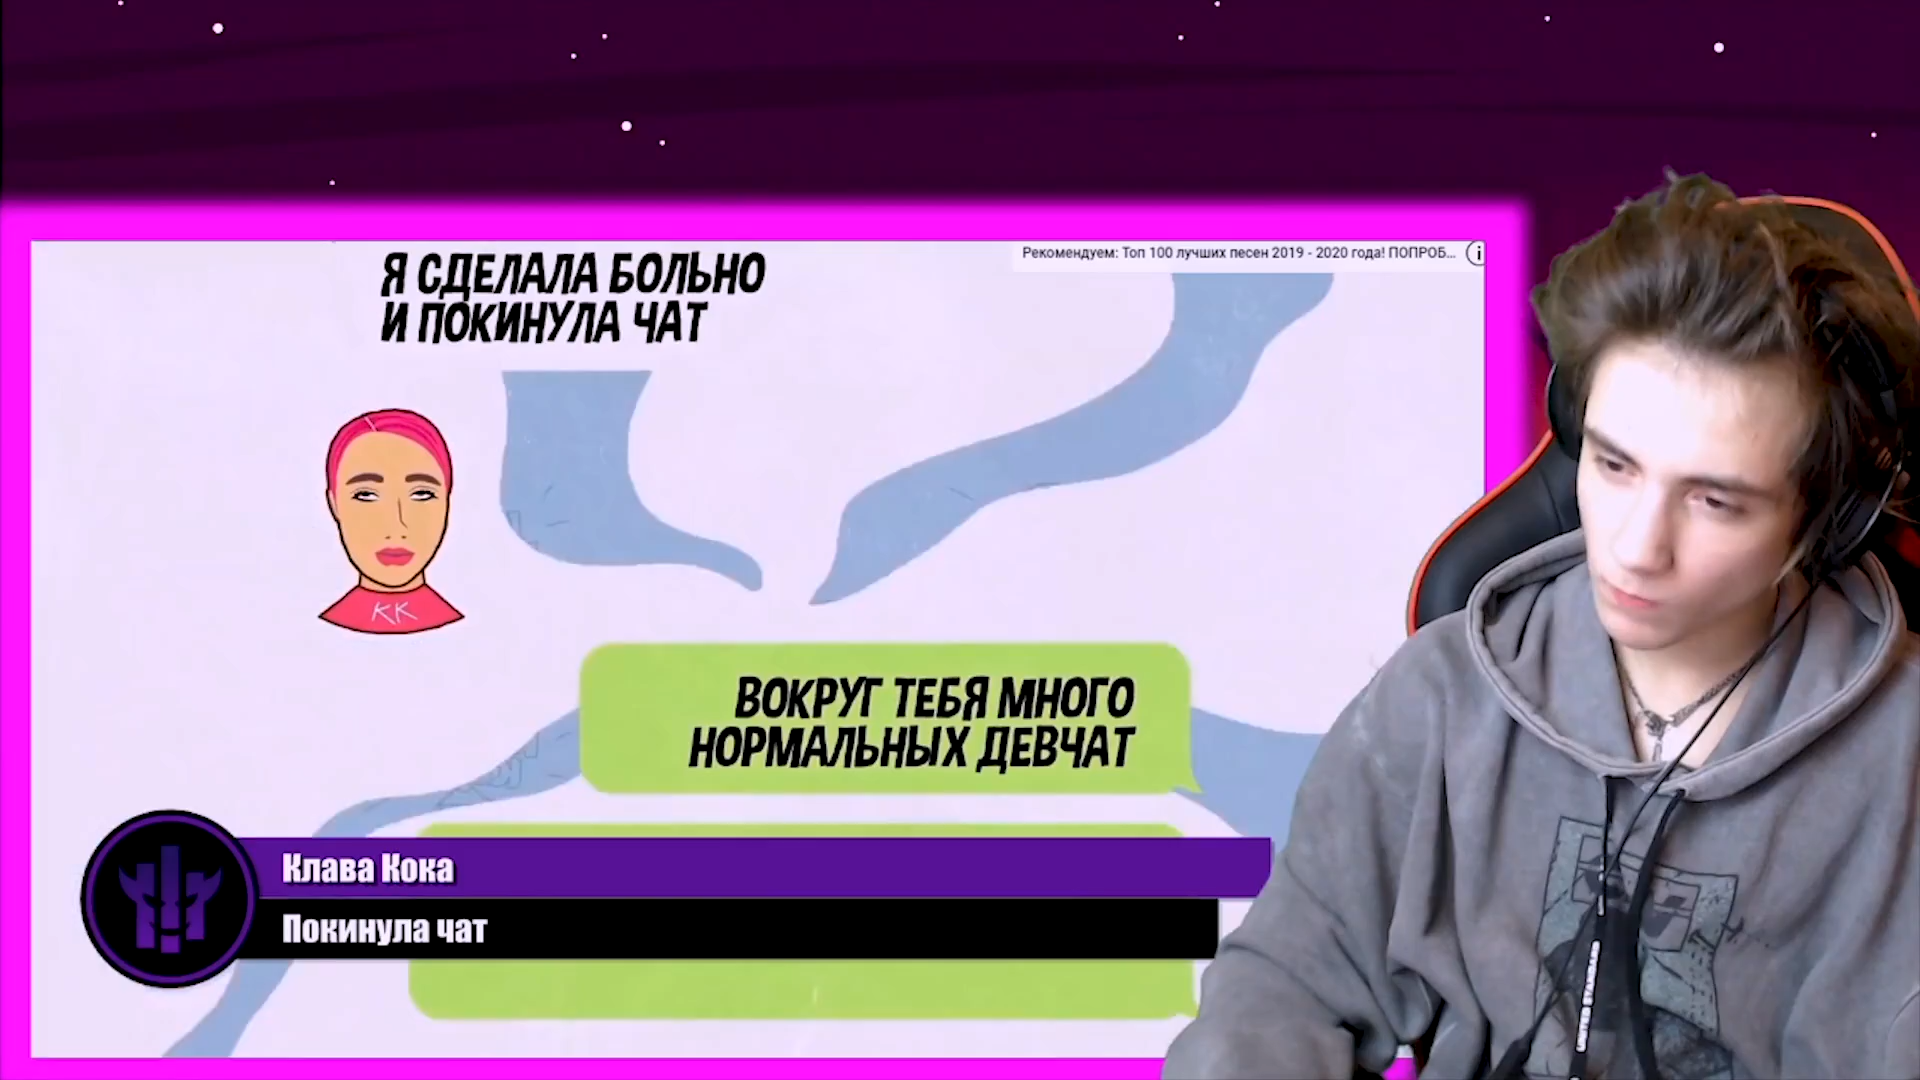 Я СДЕЛАЛА БОЛЬНО
И ПОКИНУЛА ЧАТ
Рекомендуем: Топ 100 лучших песен 2019 - 2020 года! ПОПРОБ...
КК
ВОКРУГ ТЕБЯ МНОГО
НОРМАЛЬНЫХ ДЕВЧАТ
Клава Кока
Покинула чат